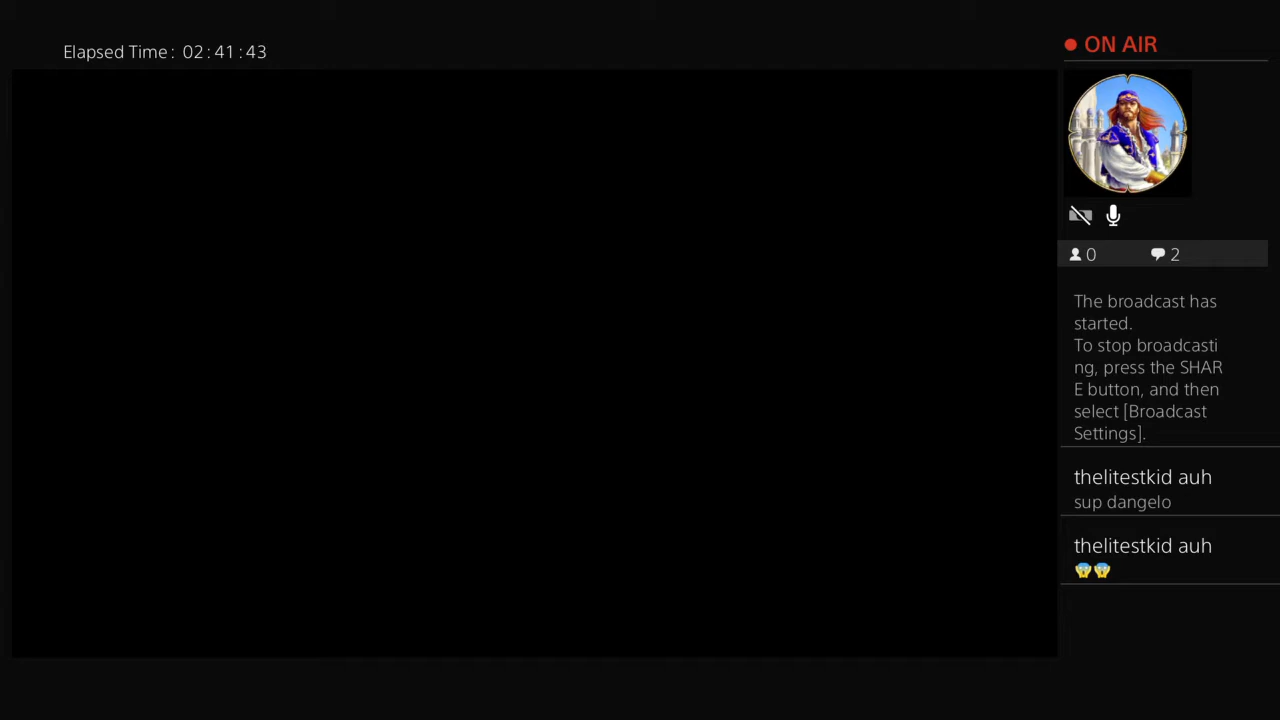 Elapsed Time: 02:41:43
ON AIR
0 2
The broadcast has
started.
To stop broadcasti
ng, press the SHAR
E button, and then
select [Broadcast
Settings].
thelitestkid auh
sup dangelo
thelitestkid auh
😱😱